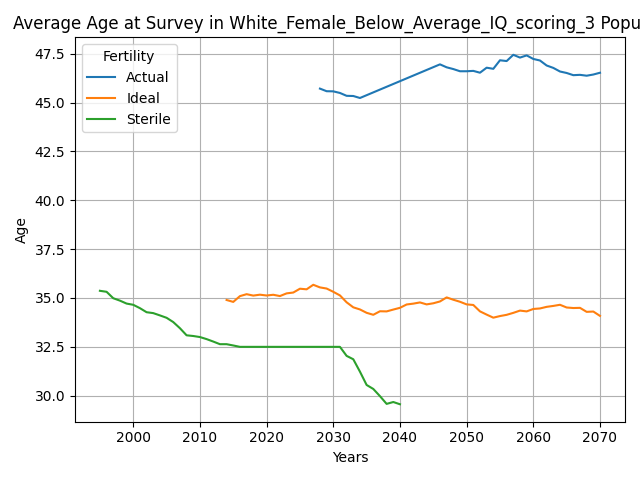 Average Age at Survey in White_Female_Below_Average_IQ_scoring_3 Popu
Fertility
Actual
Ideal
Sterile
47.5
45.0
42.5
40.0
37.5
35.0
32.5
30.0
Age
2000 2010 2020 2030 2040 2050 2060 2070
Years